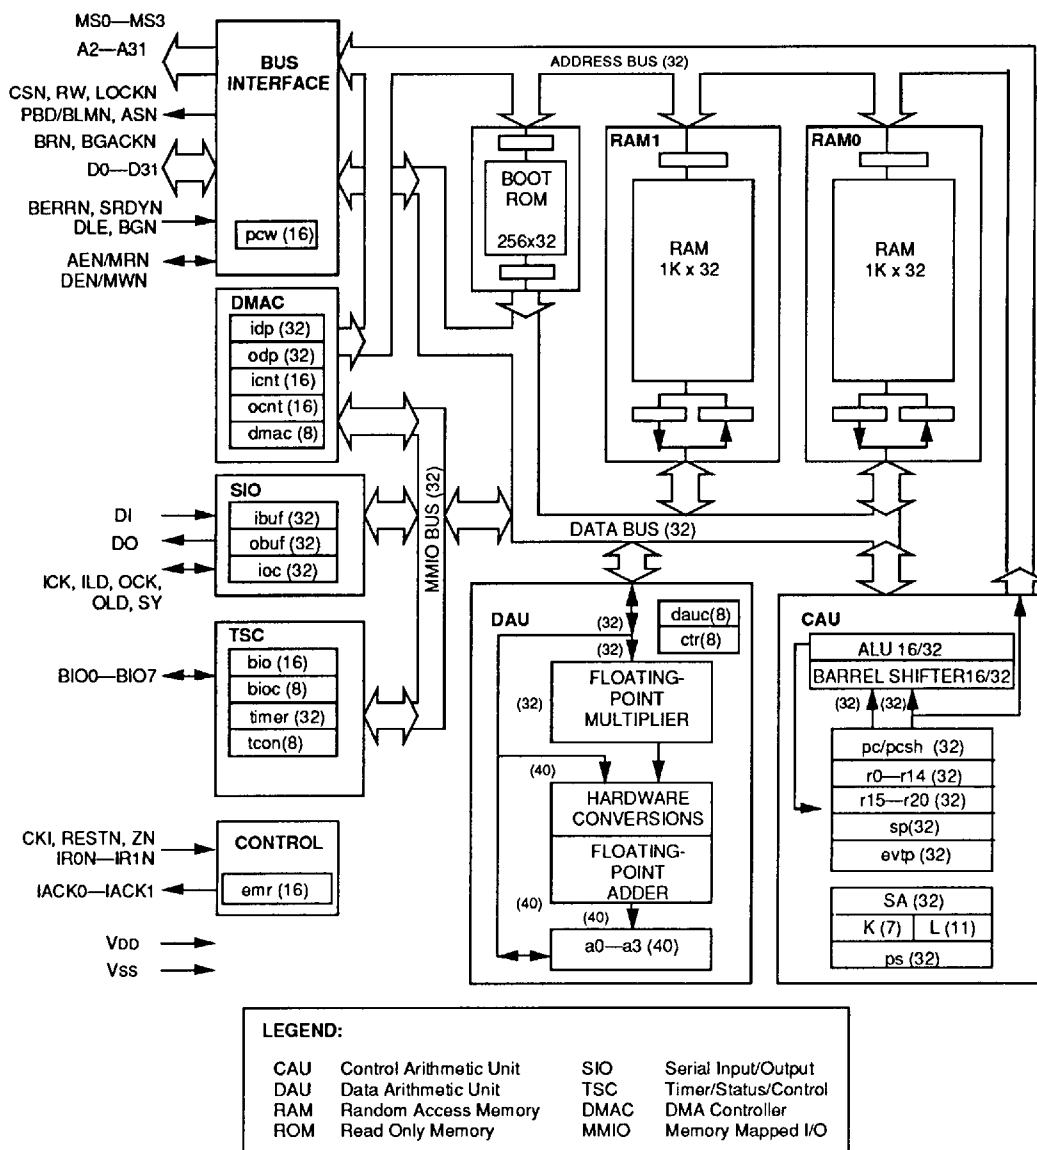 MS0—MS3
A2—A31
CSN, RW, LOCKN
PBD/BLMN, ASN
BRN, BGACKN
D0—D31
BERRN, SRDYN
DLE, BGN
AEN/MRN
DEN/MWN
BUS
INTERFACE
pcw (16)
ADDRESS BUS (32)
BOOT
ROM
256x32
RAM1
RAM
1K x 32
RAM0
RAM
1K x 32
DMAC
idp (32)
odp (32)
icnt (16)
ocnt (16)
dmac (8)
DI
DO
ICK, ILD, OCK,
OLD, SY
SIO
ibuf (32)
obuf (32)
ioc (32)
MMIO BUS (32)
DATA BUS (32)
BIO0—BIO7
TSC
bio (16)
bioc (8)
timer (32)
tcon(8)
CKI, RESTN, ZN
IR0N—IR1N
IACK0—IACK1
CONTROL
emr (16)
VDD
VSS
DAU
(32)
(32)
dauc(8)
ctr(8)
FLOATING-
POINT
MULTIPLIER
(32)
(40)
HARDWARE
CONVERSIONS
FLOATING-
POINT
ADDER
(40)
(40)
a0—a3 (40)
CAU
ALU 16/32
BARREL SHIFTER16/32
(32)
(32)
pc/pcsh (32)
r0—r14 (32)
r15—r20 (32)
sp(32)
evtp (32)
SA (32)
K (7)
L (11)
ps (32)
LEGEND:
CAU Control Arithmetic Unit
DAU Data Arithmetic Unit
RAM Random Access Memory
ROM Read Only Memory
SIO Serial Input/Output
TSC Timer/Status/Control
DMAC DMA Controller
MMIO Memory Mapped I/O